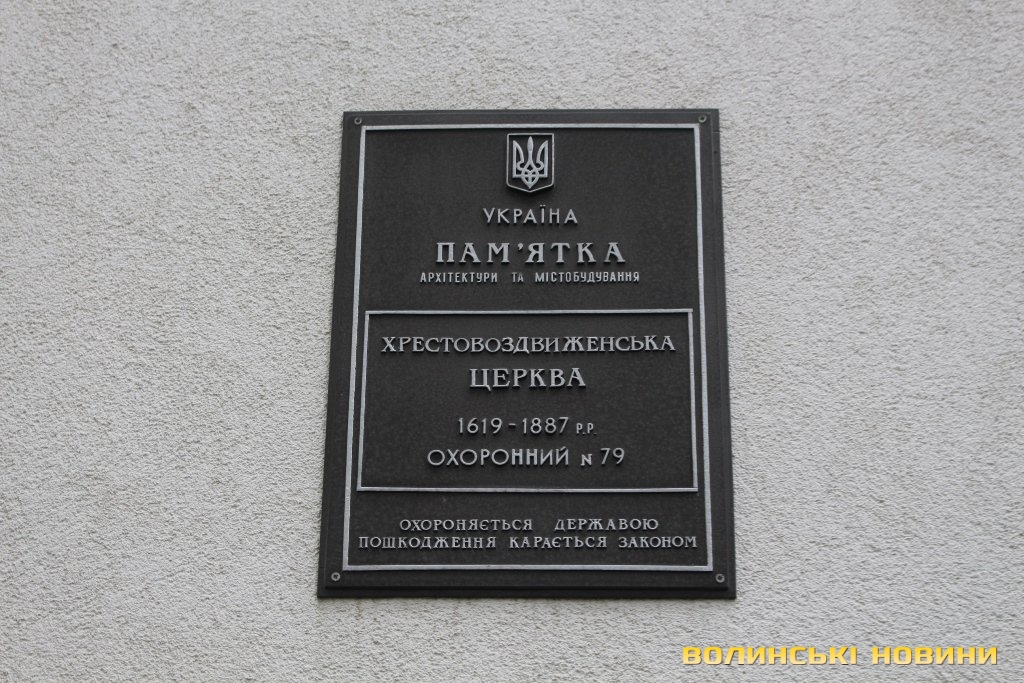 УКРАЇНА
ПАМ'ЯТКА
АРХІТЕКТУРИ ТА МІСТОБУДУВАННЯ
ХРЕСТОВОЗДВИЖЕНСЬКА
ЦЕРКВА
1619-1887 Р.Р.
ОХОРОННИЙ N 79
ОХОРОНЯЄТЬСЯ ДЕРЖАВОЮ
ПОШКОДЖЕННЯ КАРАЄТЬСЯ ЗАКОНОМ
ВОЛИНСЬКІ НОВИНИ